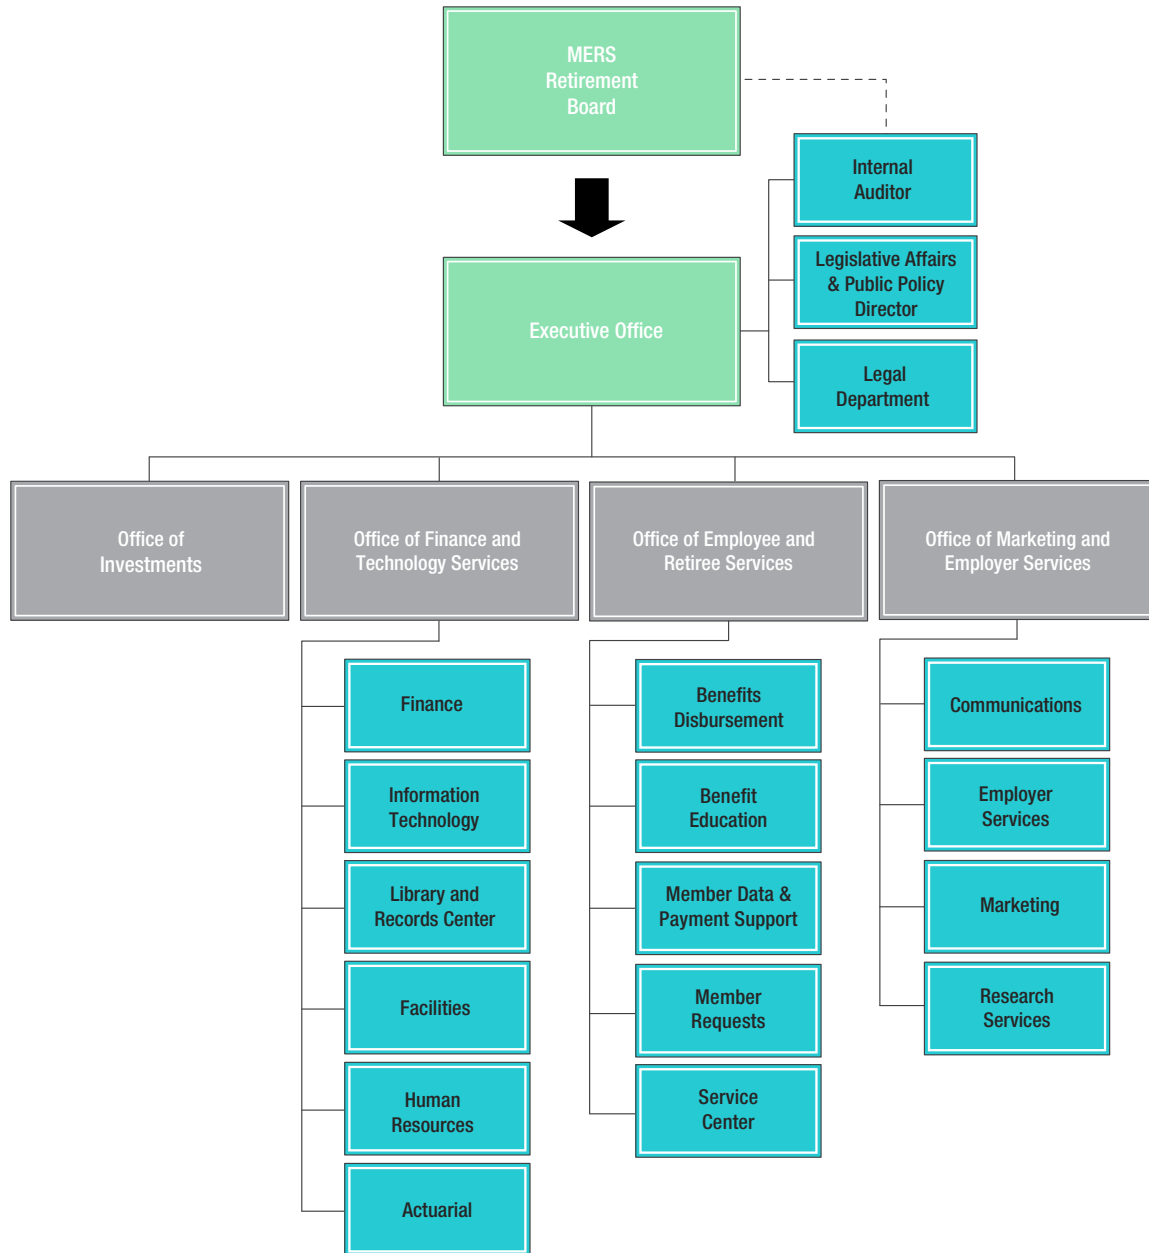 MERS
Retirement
Board
Internal
Auditor
Legislative Affairs
& Public Policy
Director
Executive Office
Legal
Department
Office of
Investments
Office of Finance and
Technology Services
Office of Employee and
Retiree Services
Office of Marketing and
Employer Services
Finance
Information
Technology
Library and
Records Center
Facilities
Human
Resources
Actuarial
Benefits
Disbursement
Benefit
Education
Member Data &
Payment Support
Member
Requests
Service
Center
Communications
Employer
Services
Marketing
Research
Services